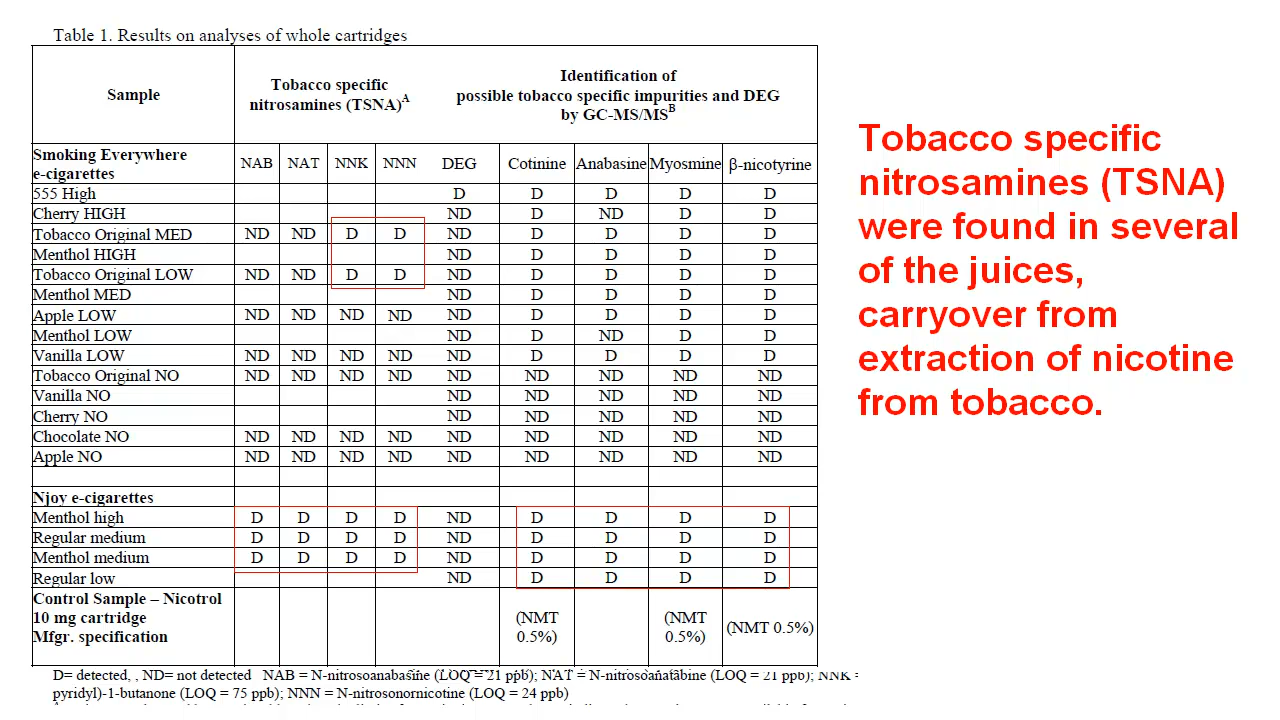 Table 1. Results on analyses of whole cartridges
Sample
Tobacco specific
nitrosamines (TSNA)A
Identification of
possible tobacco specific impurities and DEG
by GC-MS/MSB
Smoking Everywhere
e-cigarettes
NAB NAT NNK NNN DEG Cotinine Anabasine Myosmine β-nicotyrine
555 High D D D D D
Cherry HIGH ND D ND D D
Tobacco Original MED ND ND D D ND D D D D
Menthol HIGH ND D D D D
Tobacco Original LOW ND ND D D ND D D D D
Menthol MED ND D D D D
Apple LOW ND ND ND ND ND D D D D
Menthol LOW ND D ND D D
Vanilla LOW ND ND ND ND ND D D D D
Tobacco Original NO ND ND ND ND ND ND ND ND ND
Vanilla NO ND ND ND ND ND
Cherry NO ND ND ND ND ND
Chocolate NO ND ND ND ND ND ND ND ND ND
Apple NO ND ND ND ND ND ND ND ND ND
Njoy e-cigarettes
Menthol high D D D D ND D D D D
Regular medium D D D D ND D D D D
Menthol medium D D D D ND D D D D
Regular low ND D D D D
Control Sample – Nicotrol
10 mg cartridge
Mfgr. specification
(NMT
0.5%)
(NMT
0.5%)
(NMT 0.5%)
D= detected, , ND= not detected NAB = N-nitrosoanabasine (LOQ = 21 ppb); NAT = N-nitrosoanatabine (LOQ = 21 ppb); NNK =
pyridyl)-1-butanone (LOQ = 75 ppb); NNN = N-nitrosonornicotine (LOQ = 24 ppb)
Tobacco specific
nitrosamines (TSNA)
were found in several
of the juices,
carryover from
extraction of nicotine
from tobacco.